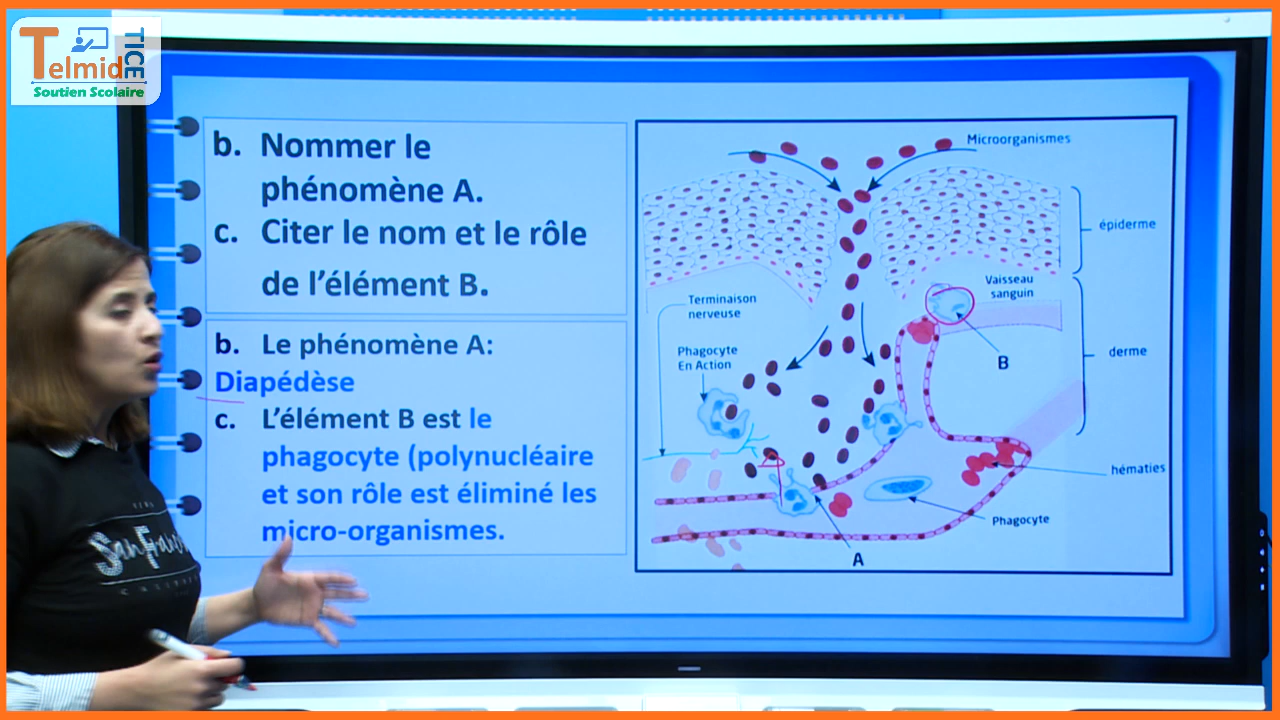 Telmid TICE
Soutien Scolaire
b. Nommer le
phénomène A.
c. Citer le nom et le rôle
de l'élément B.
b. Le phénomène A:
Diapédèse
c. L'élément B est le
phagocyte (polynucléaire
et son rôle est éliminé les
micro-organismes.
Microorganismes
épiderme
Vaisseau
sanguin
Terminaison
nerveuse
Phagocyte
En Action
B
derme
hématies
Phagocyte
A